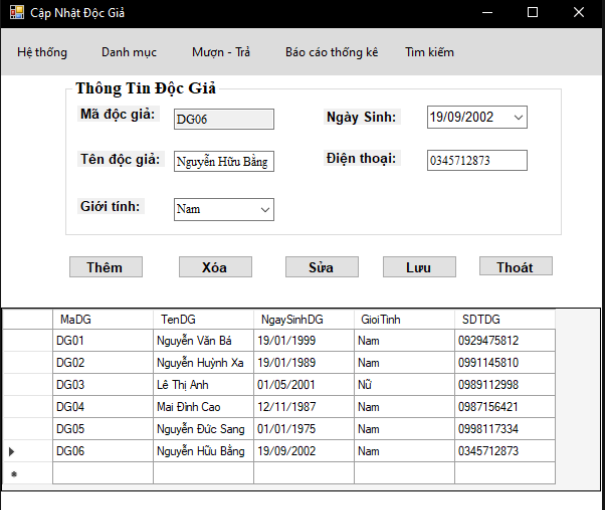 Cập Nhật Độc Giả
Hệ thống Danh mục Mượn - Trả Báo cáo thống kê Tìm kiếm
Thông Tin Độc Giả
Mã độc giả: DG06 Ngày Sinh: 19/09/2002
Tên độc giả: Nguyễn Hữu Bằng Điện thoại: 0345712873
Giới tính: Nam
Thêm Xóa Sửa Lưu Thoát
MaDG TenDG NgaySinhDG GioiTinh SDTDG
DG01 Nguyễn Văn Bá 19/01/1999 Nam 0929475812
DG02 Nguyễn Huỳnh Xa 19/01/1989 Nam 0991145810
DG03 Lê Thị Anh 01/05/2001 Nữ 0989112998
DG04 Mai Đình Cao 12/11/1987 Nam 0987156421
DG05 Nguyễn Đức Sang 01/01/1975 Nam 0998117334
DG06 Nguyễn Hữu Bằng 19/09/2002 Nam 0345712873